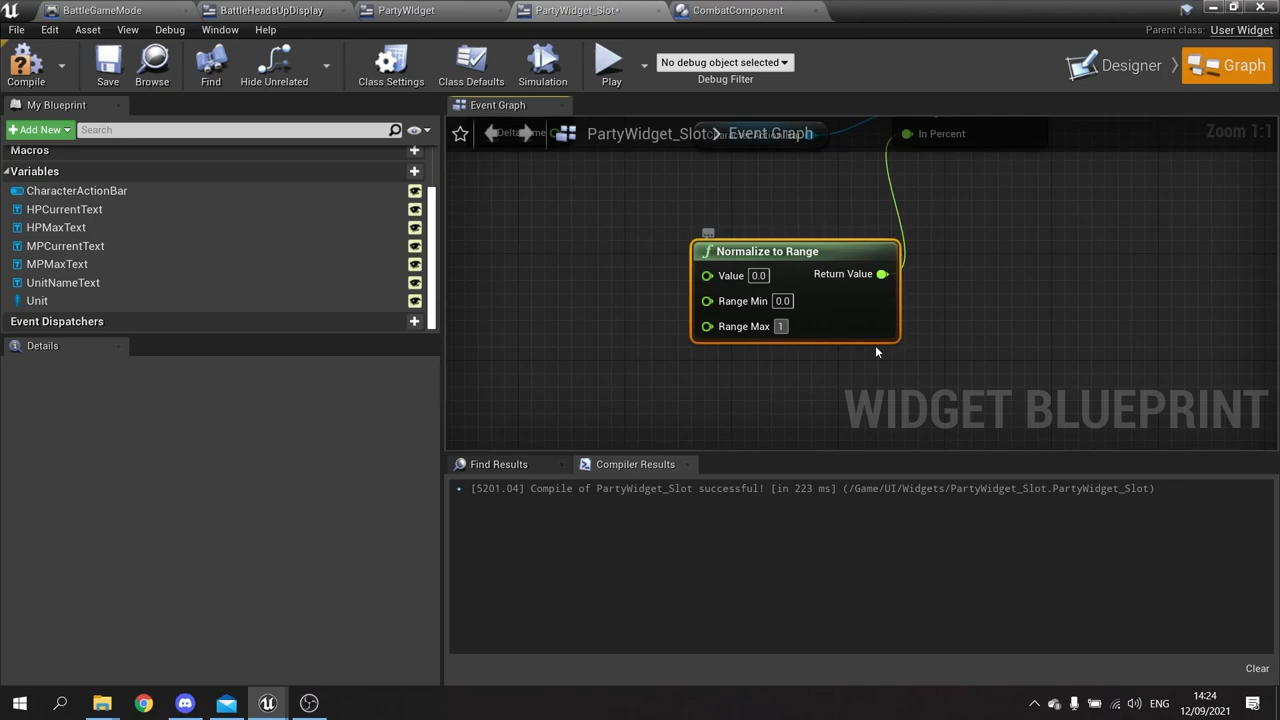 BattleGameMode
BattleHeadsUpDisplay
PartyWidget
PartyWidget_Slot*
CombatComponent
File Edit Asset View Debug Window Help
Parent class: User Widget
Compile
Save
Browse
Find
Hide Unrelated
Class Settings
Class Defaults
Simulation
Play
No debug object selected
Debug Filter
Designer
Graph
My Blueprint
Event Graph
Add New
Search
PartyWidget_Slot > Event Graph
Zoom 1:1
In Percent
Macros
Variables
CharacterActionBar
HPCurrentText
HPMaxText
MPCurrentText
MPMaxText
UnitNameText
Unit
Event Dispatchers
Details
f Normalize to Range
Value 0.0
Return Value
Range Min 0.0
Range Max 1
WIDGET BLUEPRINT
Find Results
Compiler Results
[5201.04] Compile of PartyWidget_Slot successful! [in 223 ms] (/Game/UI/Widgets/PartyWidget_Slot.PartyWidget_Slot)
Clear
ENG
14:24
12/09/2021